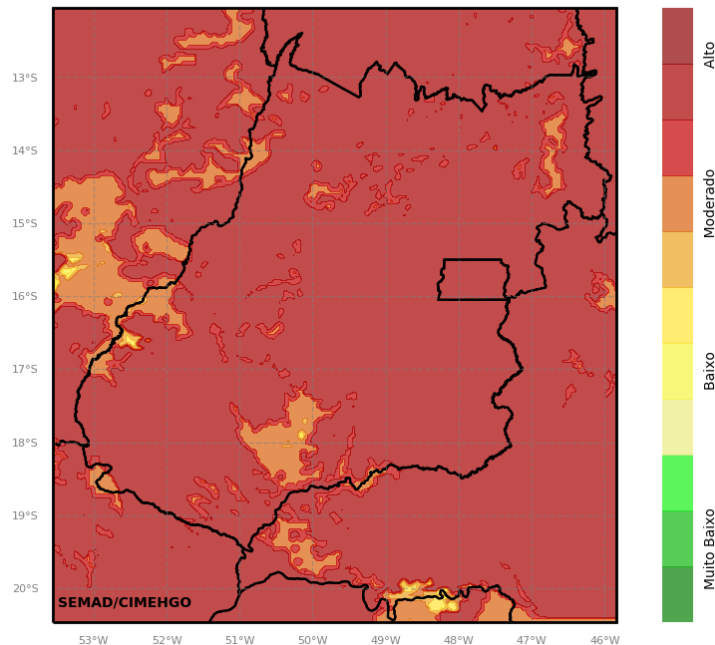 13°S
14°S
15°S
16°S
17°S
18°S
19°S
20°S
SEMAD/CIMEHGO
53°W
52°W
51°W
50°W
49°W
48°W
47°W
46°W
Alto
Moderado
Baixo
Muito Baixo